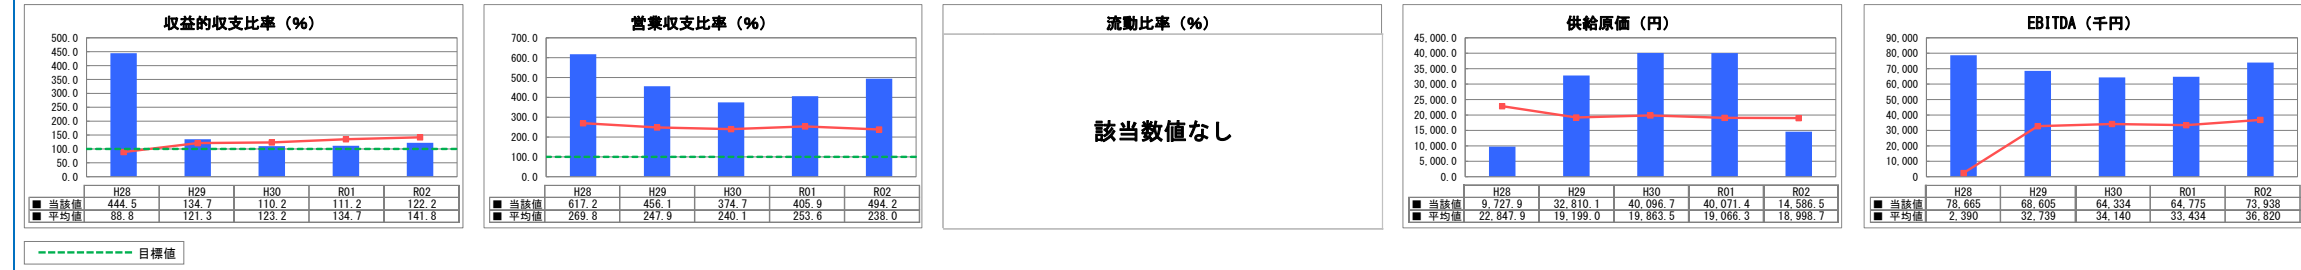 収益的収支比率（%）
500.0
450.0
400.0
350.0
300.0
250.0
200.0
150.0
100.0
50.0
0.0
H28 H29 H30 R01 R02
■ 当該値 444.5 134.7 110.2 111.2 122.2
■ 平均値 88.8 121.3 123.2 134.7 141.8
営業収支比率（%）
700.0
600.0
500.0
400.0
300.0
200.0
100.0
0.0
H28 H29 H30 R01 R02
■ 当該値 617.2 456.1 374.7 405.9 494.2
■ 平均値 269.8 247.9 240.1 253.6 238.0
流動比率（%）
該当数値なし
供給原価（円）
45,000.0
40,000.0
35,000.0
30,000.0
25,000.0
20,000.0
15,000.0
10,000.0
5,000.0
0.0
H28 H29 H30 R01 R02
■ 当該値 9,727.9 32,810.1 40,096.7 40,071.4 14,586.5
■ 平均値 22,847.9 19,199.0 19,863.5 19,066.3 18,998.7
EBITDA（千円）
90,000
80,000
70,000
60,000
50,000
40,000
30,000
20,000
10,000
0
H28 H29 H30 R01 R02
■ 当該値 78,665 68,605 64,334 64,775 73,938
■ 平均値 2,390 32,739 34,140 33,434 36,820
目標値